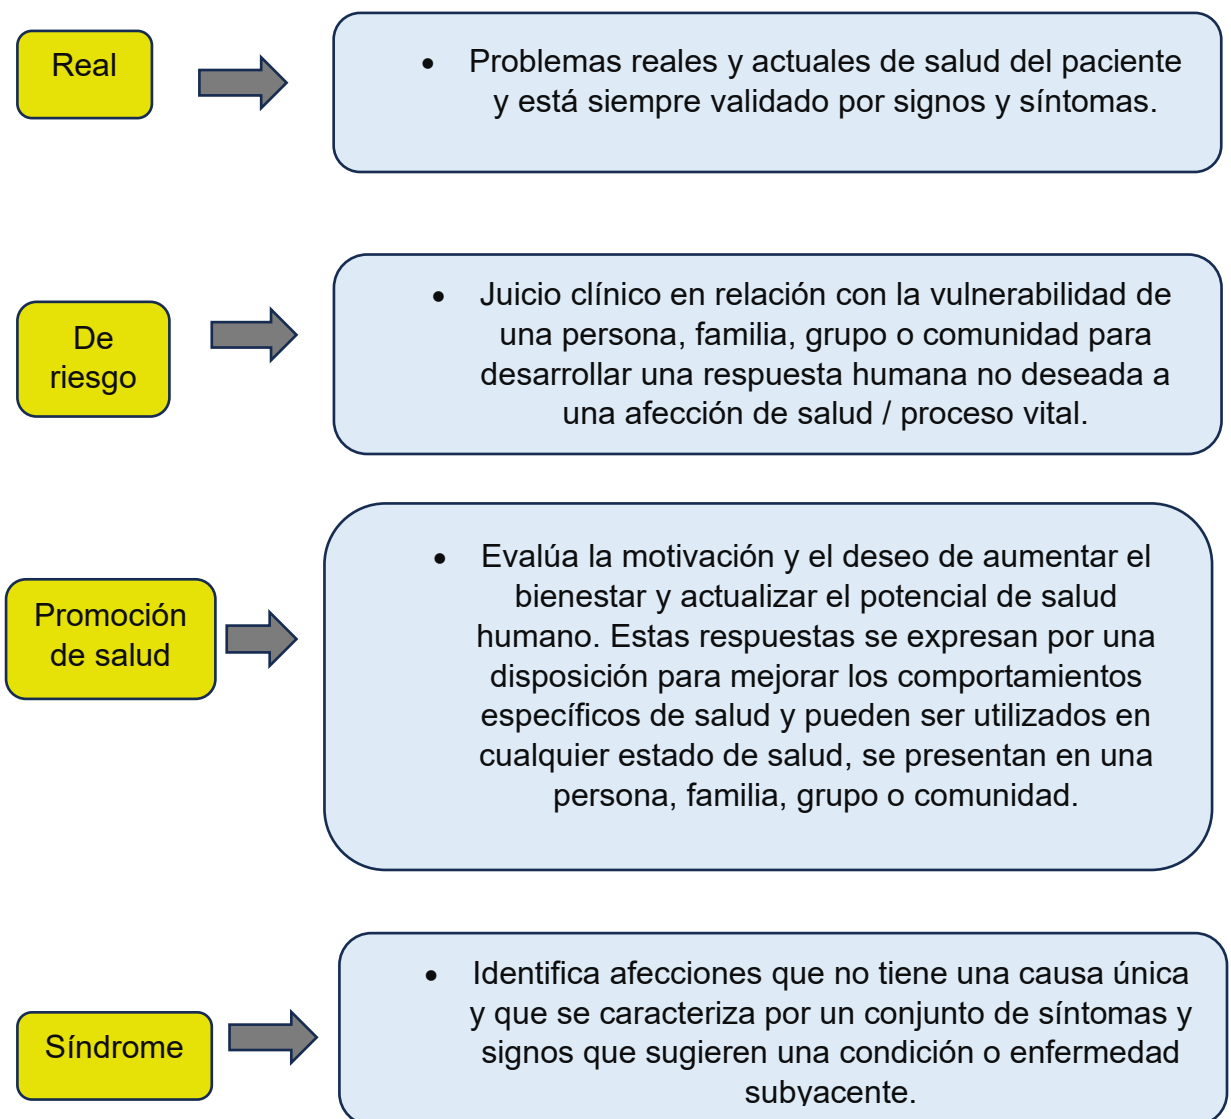 Real
• Problemas reales y actuales de salud del paciente
y está siempre validado por signos y síntomas.
De
riesgo
• Juicio clínico en relación con la vulnerabilidad de
una persona, familia, grupo o comunidad para
desarrollar una respuesta humana no deseada a
una afección de salud / proceso vital.
Promoción
de salud
• Evalúa la motivación y el deseo de aumentar el
bienestar y actualizar el potencial de salud
humano. Estas respuestas se expresan por una
disposición para mejorar los comportamientos
específicos de salud y pueden ser utilizados en
cualquier estado de salud, se presentan en una
persona, familia, grupo o comunidad.
Síndrome
• Identifica afecciones que no tiene una causa única
y que se caracteriza por un conjunto de síntomas y
signos que sugieren una condición o enfermedad
subyacente.